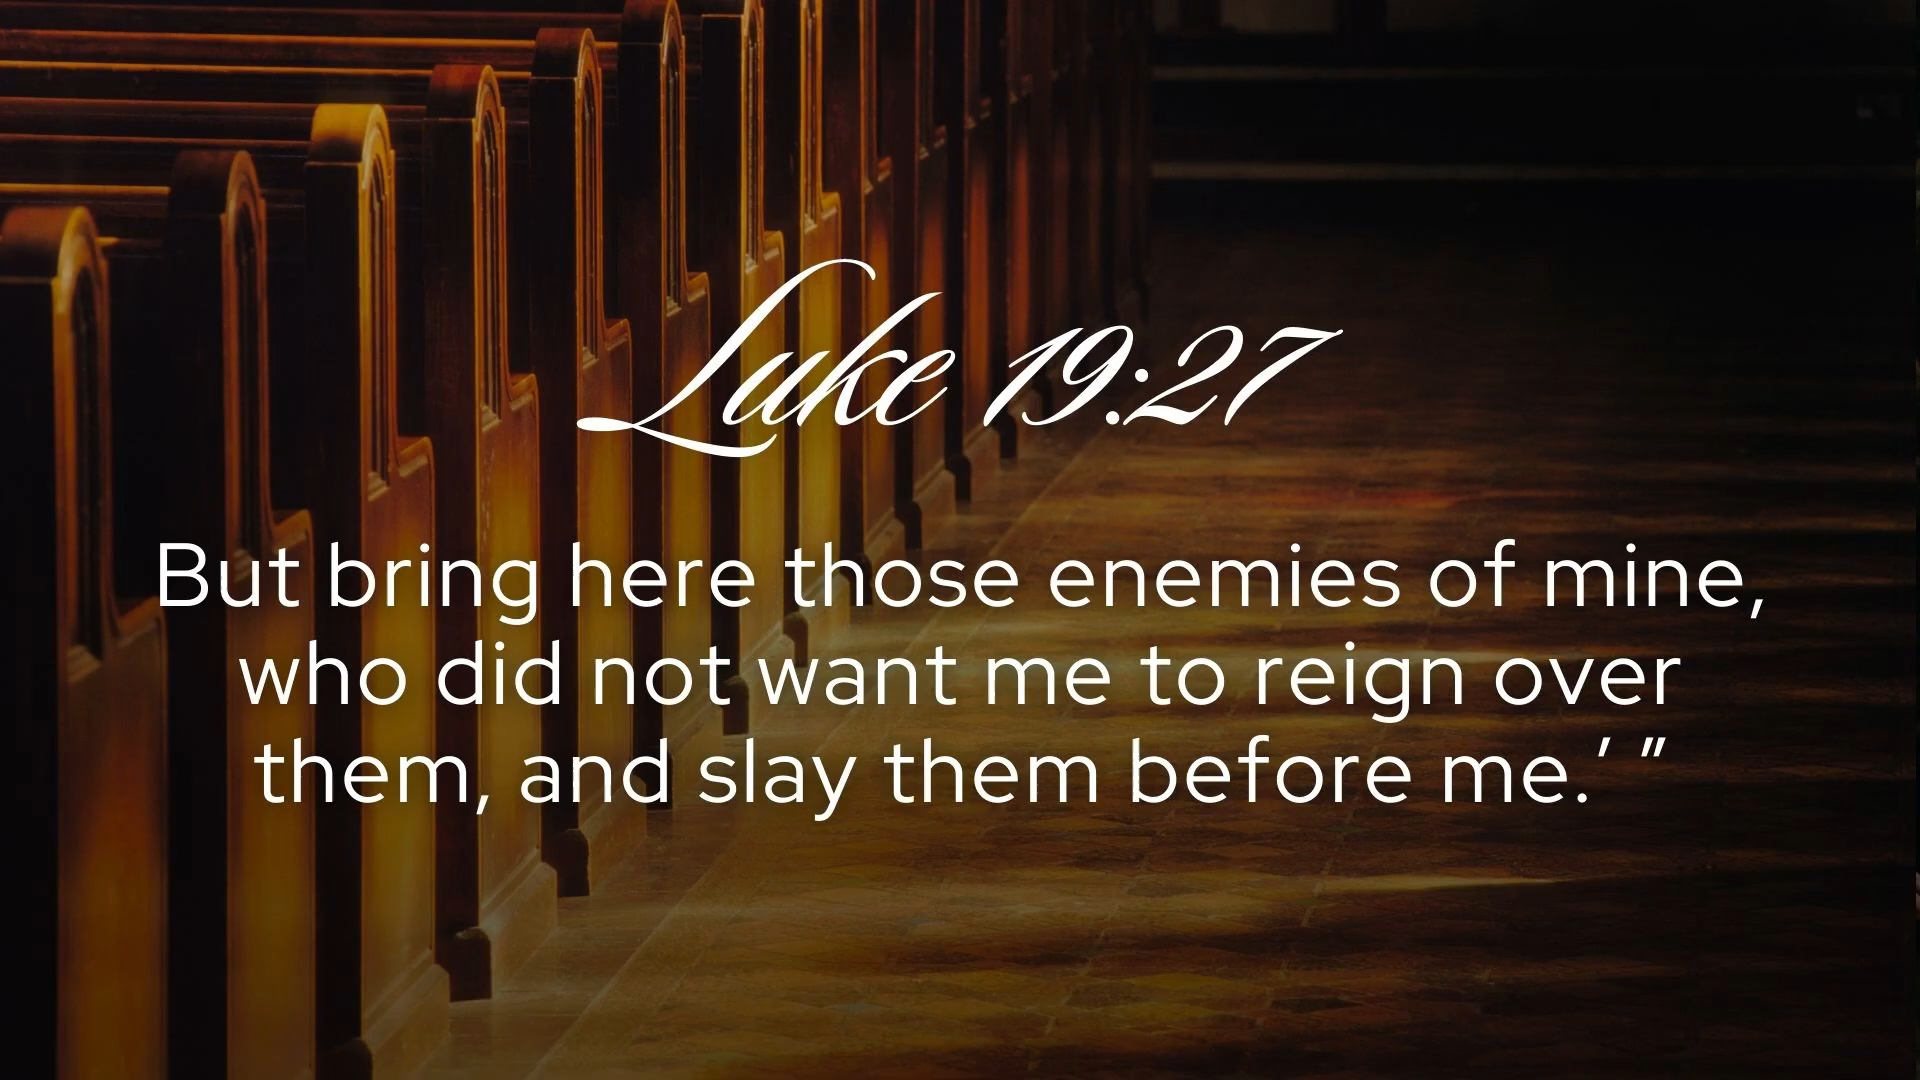 Luke 19:27
But bring here those enemies of mine,
who did not want me to reign over
them, and slay them before me.’ ”